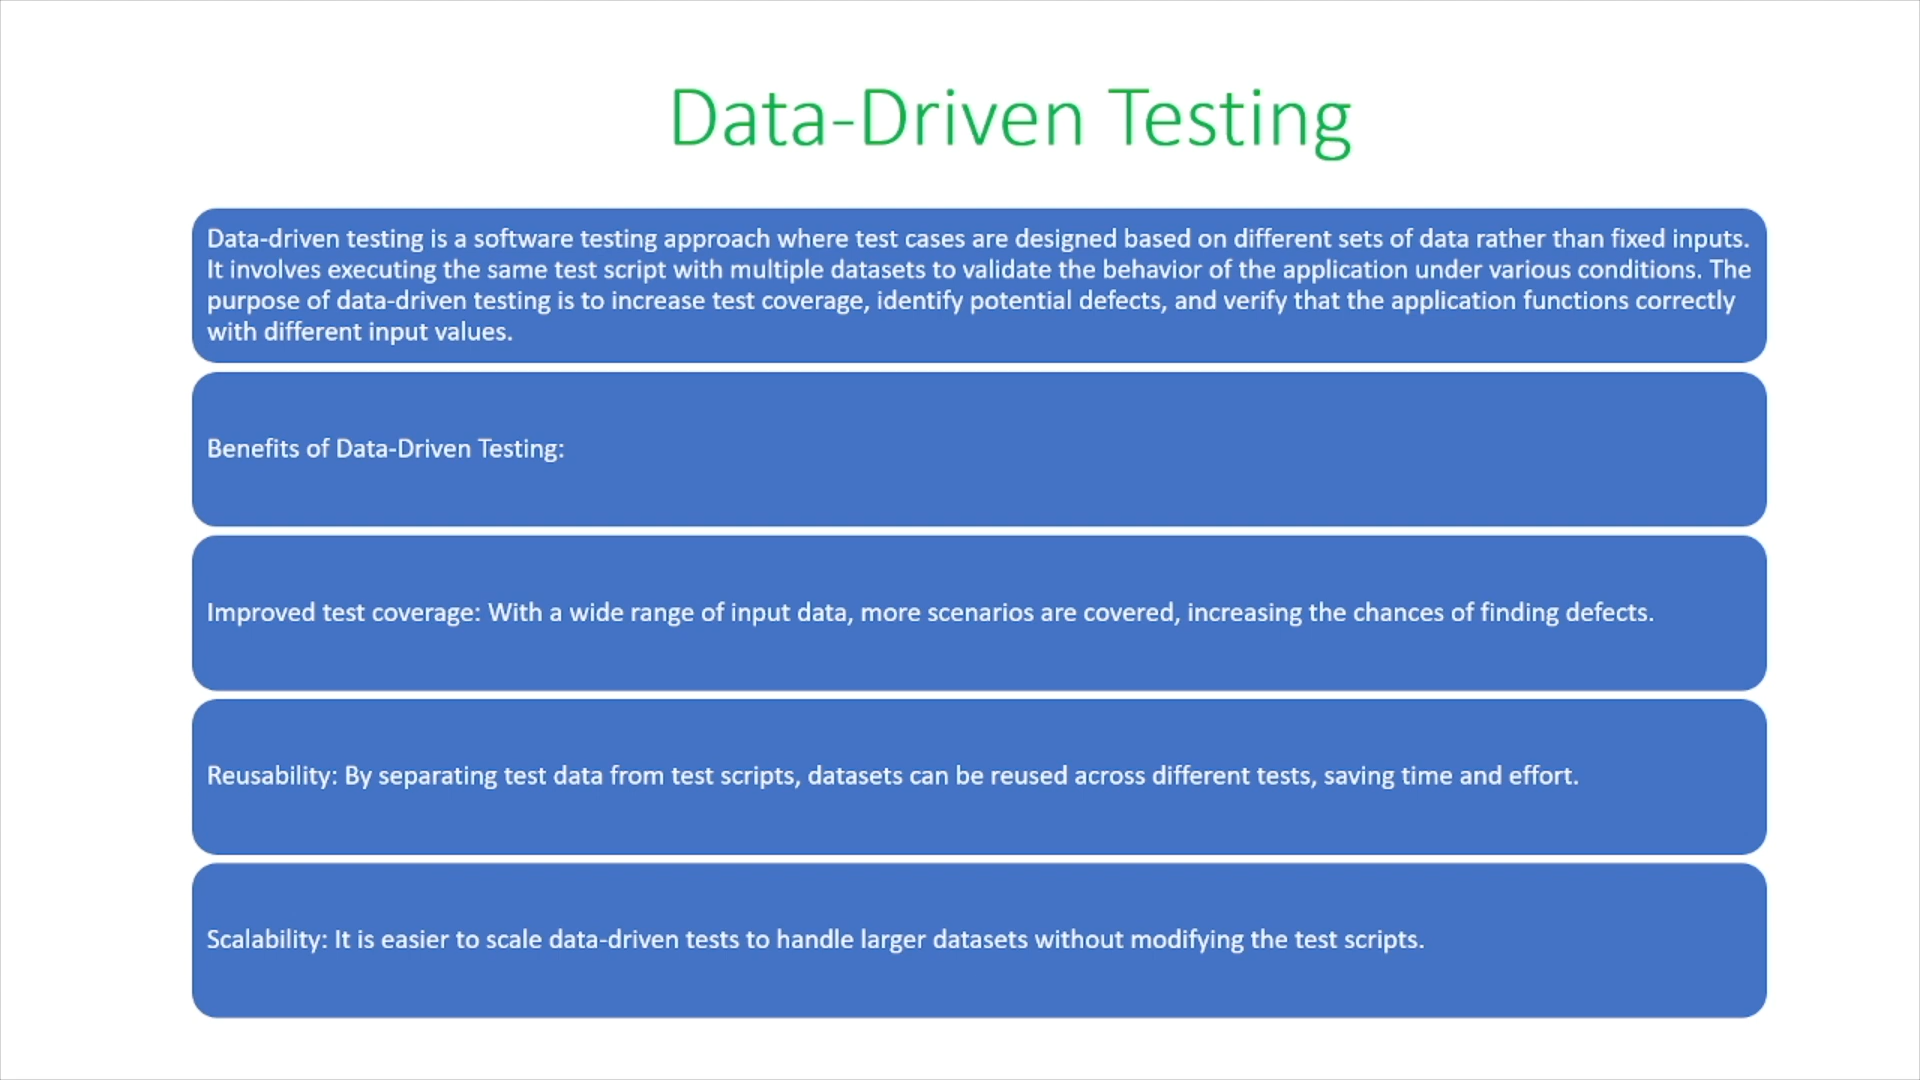 Data-Driven Testing
Data-driven testing is a software testing approach where test cases are designed based on different sets of data rather than fixed inputs.
It involves executing the same test script with multiple datasets to validate the behavior of the application under various conditions. The
purpose of data-driven testing is to increase test coverage, identify potential defects, and verify that the application functions correctly
with different input values.
Benefits of Data-Driven Testing:
Improved test coverage: With a wide range of input data, more scenarios are covered, increasing the chances of finding defects.
Reusability: By separating test data from test scripts, datasets can be reused across different tests, saving time and effort.
Scalability: It is easier to scale data-driven tests to handle larger datasets without modifying the test scripts.